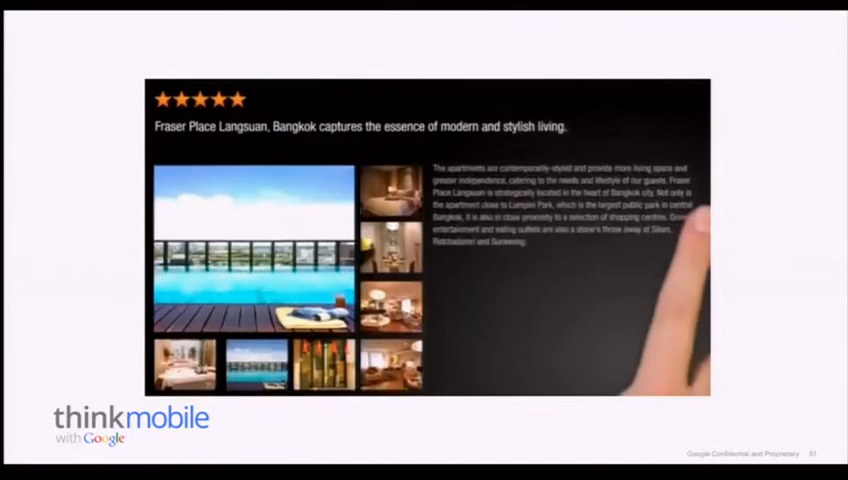 Fraser Place Langsuan, Bangkok captures the essence of modern and stylish living.
The apartments are contemporarily-styled and provide more living space and
greater independence, catering to the needs and lifestyle of our guests. Fraser
Place Langsuan is strategically located in the heart of Bangkok city. Not only is
the apartment close to Lumpini Park, which is the largest public park in central
Bangkok, it is also in close proximity to a selection of shopping centres.
entertainment and eating outlets are also a stone's throw away at Silom,
Ratchadamri and
thinkmobile
with Google
Google Confidential and Proprietary 51